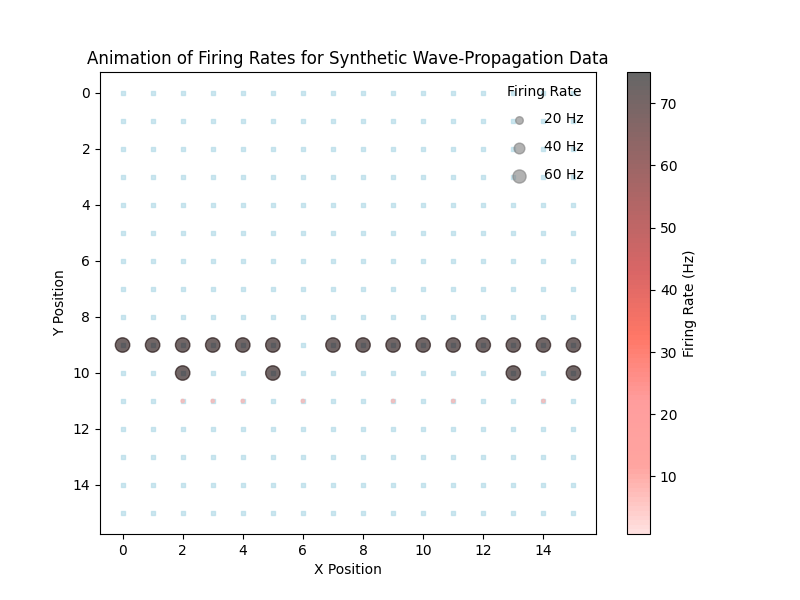 Animation of Firing Rates for Synthetic Wave-Propagation Data
Firing Rate
20 Hz
40 Hz
60 Hz
0
2
4
6
8
10
12
14
Y Position
0 2 4 6 8 10 12 14
X Position
70
60
50
40
30
20
10
Firing Rate (Hz)